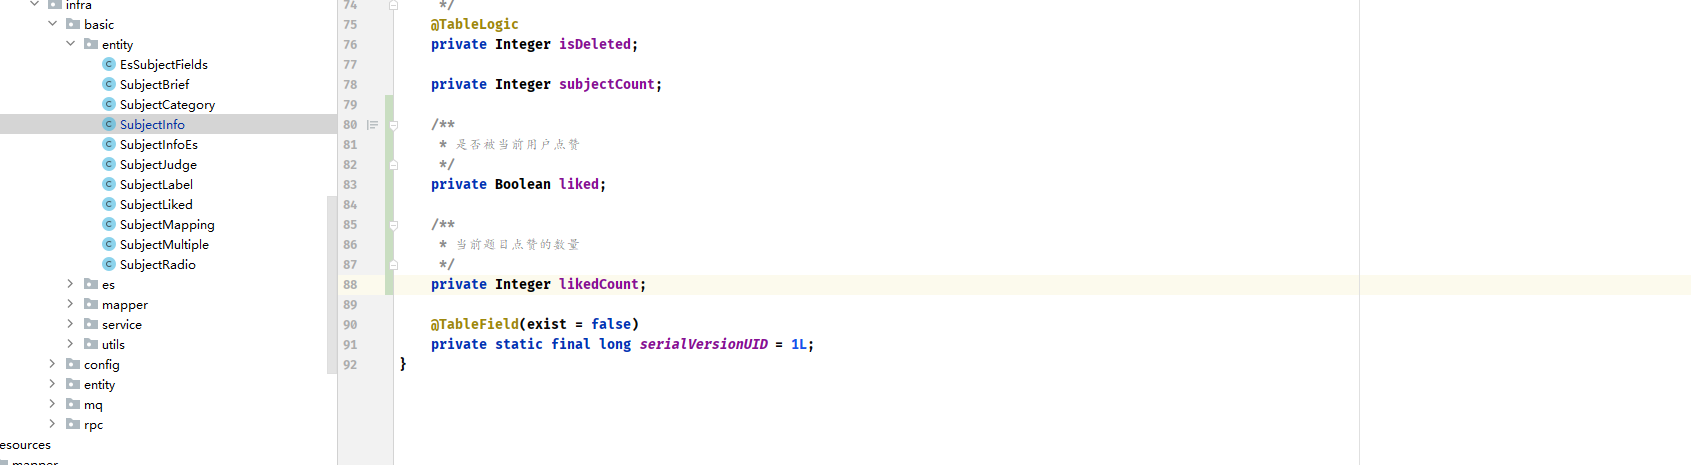 infra
basic
entity
EsSubjectFields
SubjectBrief
SubjectCategory
SubjectInfo
SubjectInfoEs
SubjectJudge
SubjectLabel
SubjectLiked
SubjectMapping
SubjectMultiple
SubjectRadio
es
mapper
service
utils
config
entity
mq
rpc
esources
mapper
74 */
75 @TableLogic
76 private Integer isDeleted;
77
78 private Integer subjectCount;
79
80 /**
81 * 是否被当前用户点赞
82 */
83 private Boolean liked;
84
85 /**
86 * 当前题目点赞的数量
87 */
88 private Integer likedCount;
89
90 @TableField(exist = false)
91 private static final long serialVersionUID = 1L;
92 }